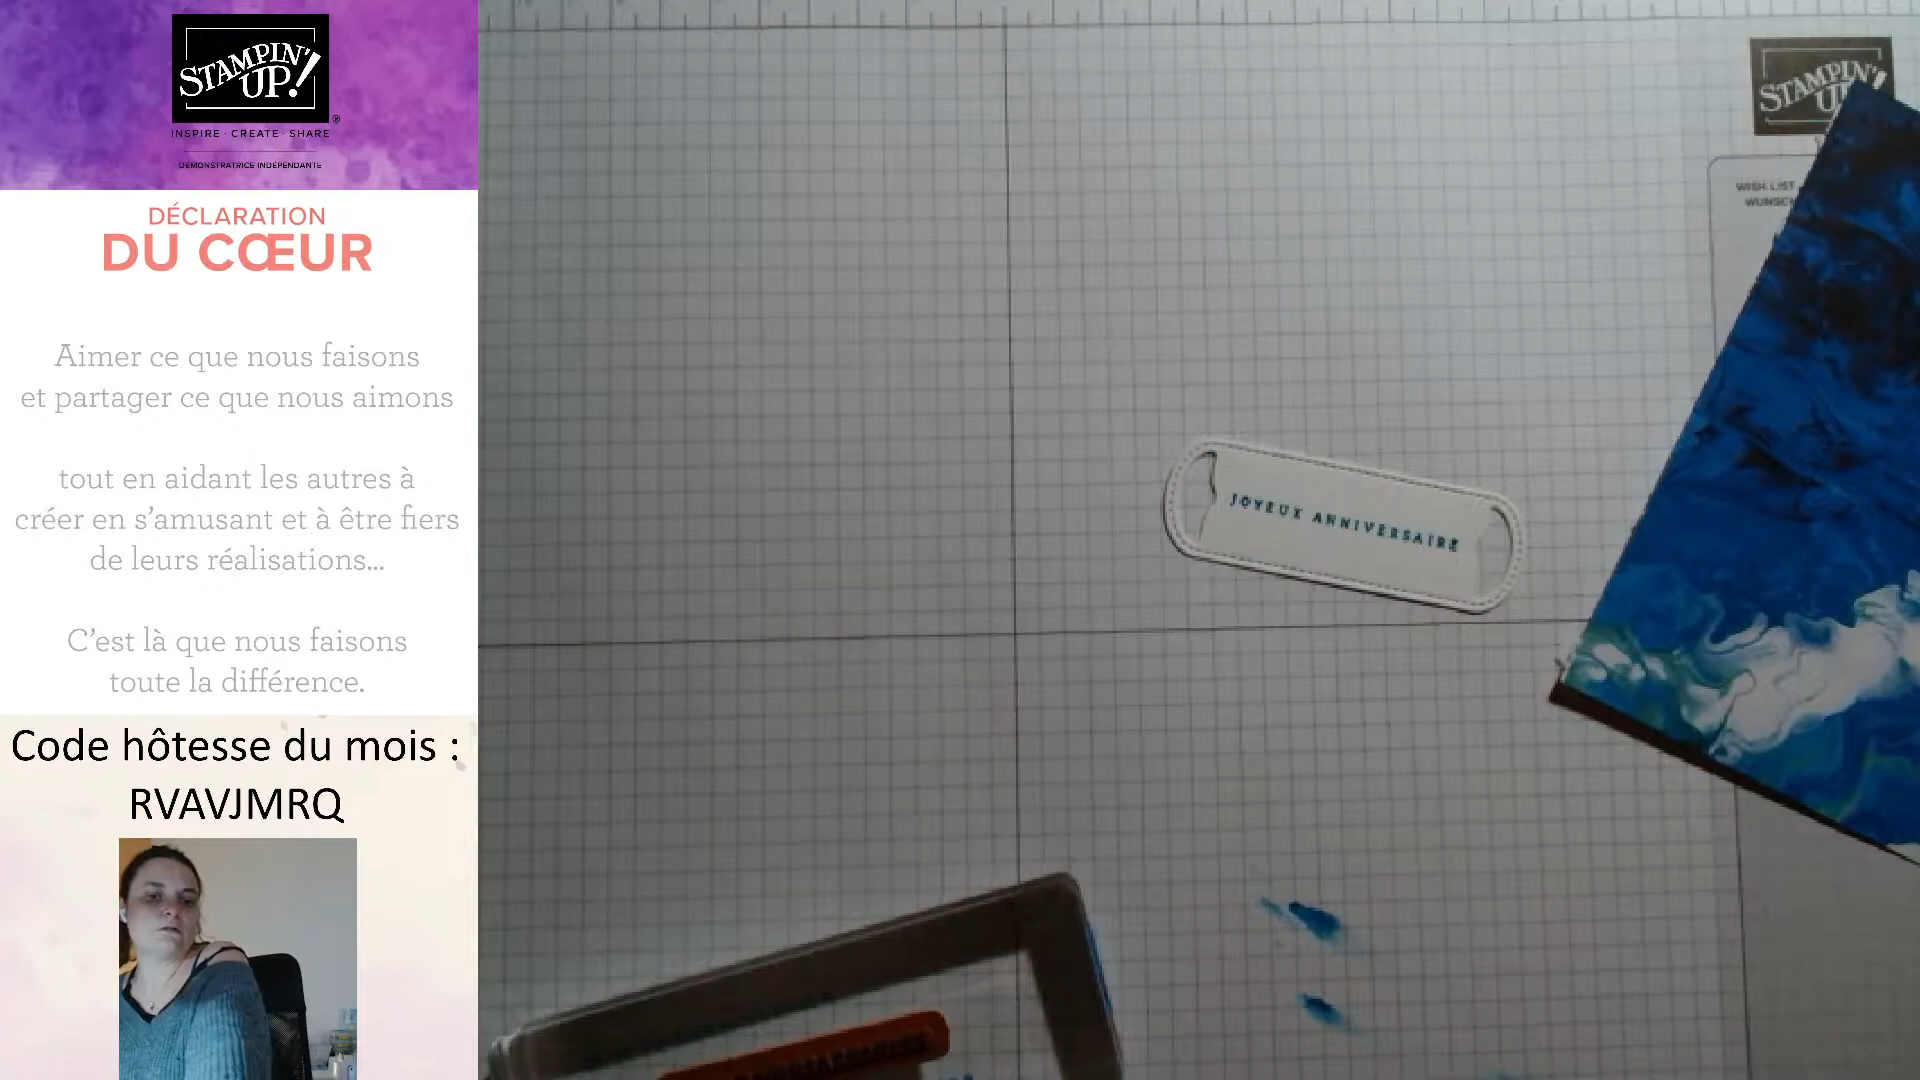 STAMPIN' UP!®
INSPIRE · CREATE · SHARE
DÉMONSTRATRICE INDÉPENDANTE
DÉCLARATION
DU CŒUR
Aimer ce que nous faisons
et partager ce que nous aimons
tout en aidant les autres à
créer en s’amusant et à être fiers
de leurs réalisations...
C’est là que nous faisons
toute la différence.
Code hôtesse du mois :
RVAVJMRQ
STAMPIN' UP
WISH LIST
JOYEUX ANNIVERSAIRE